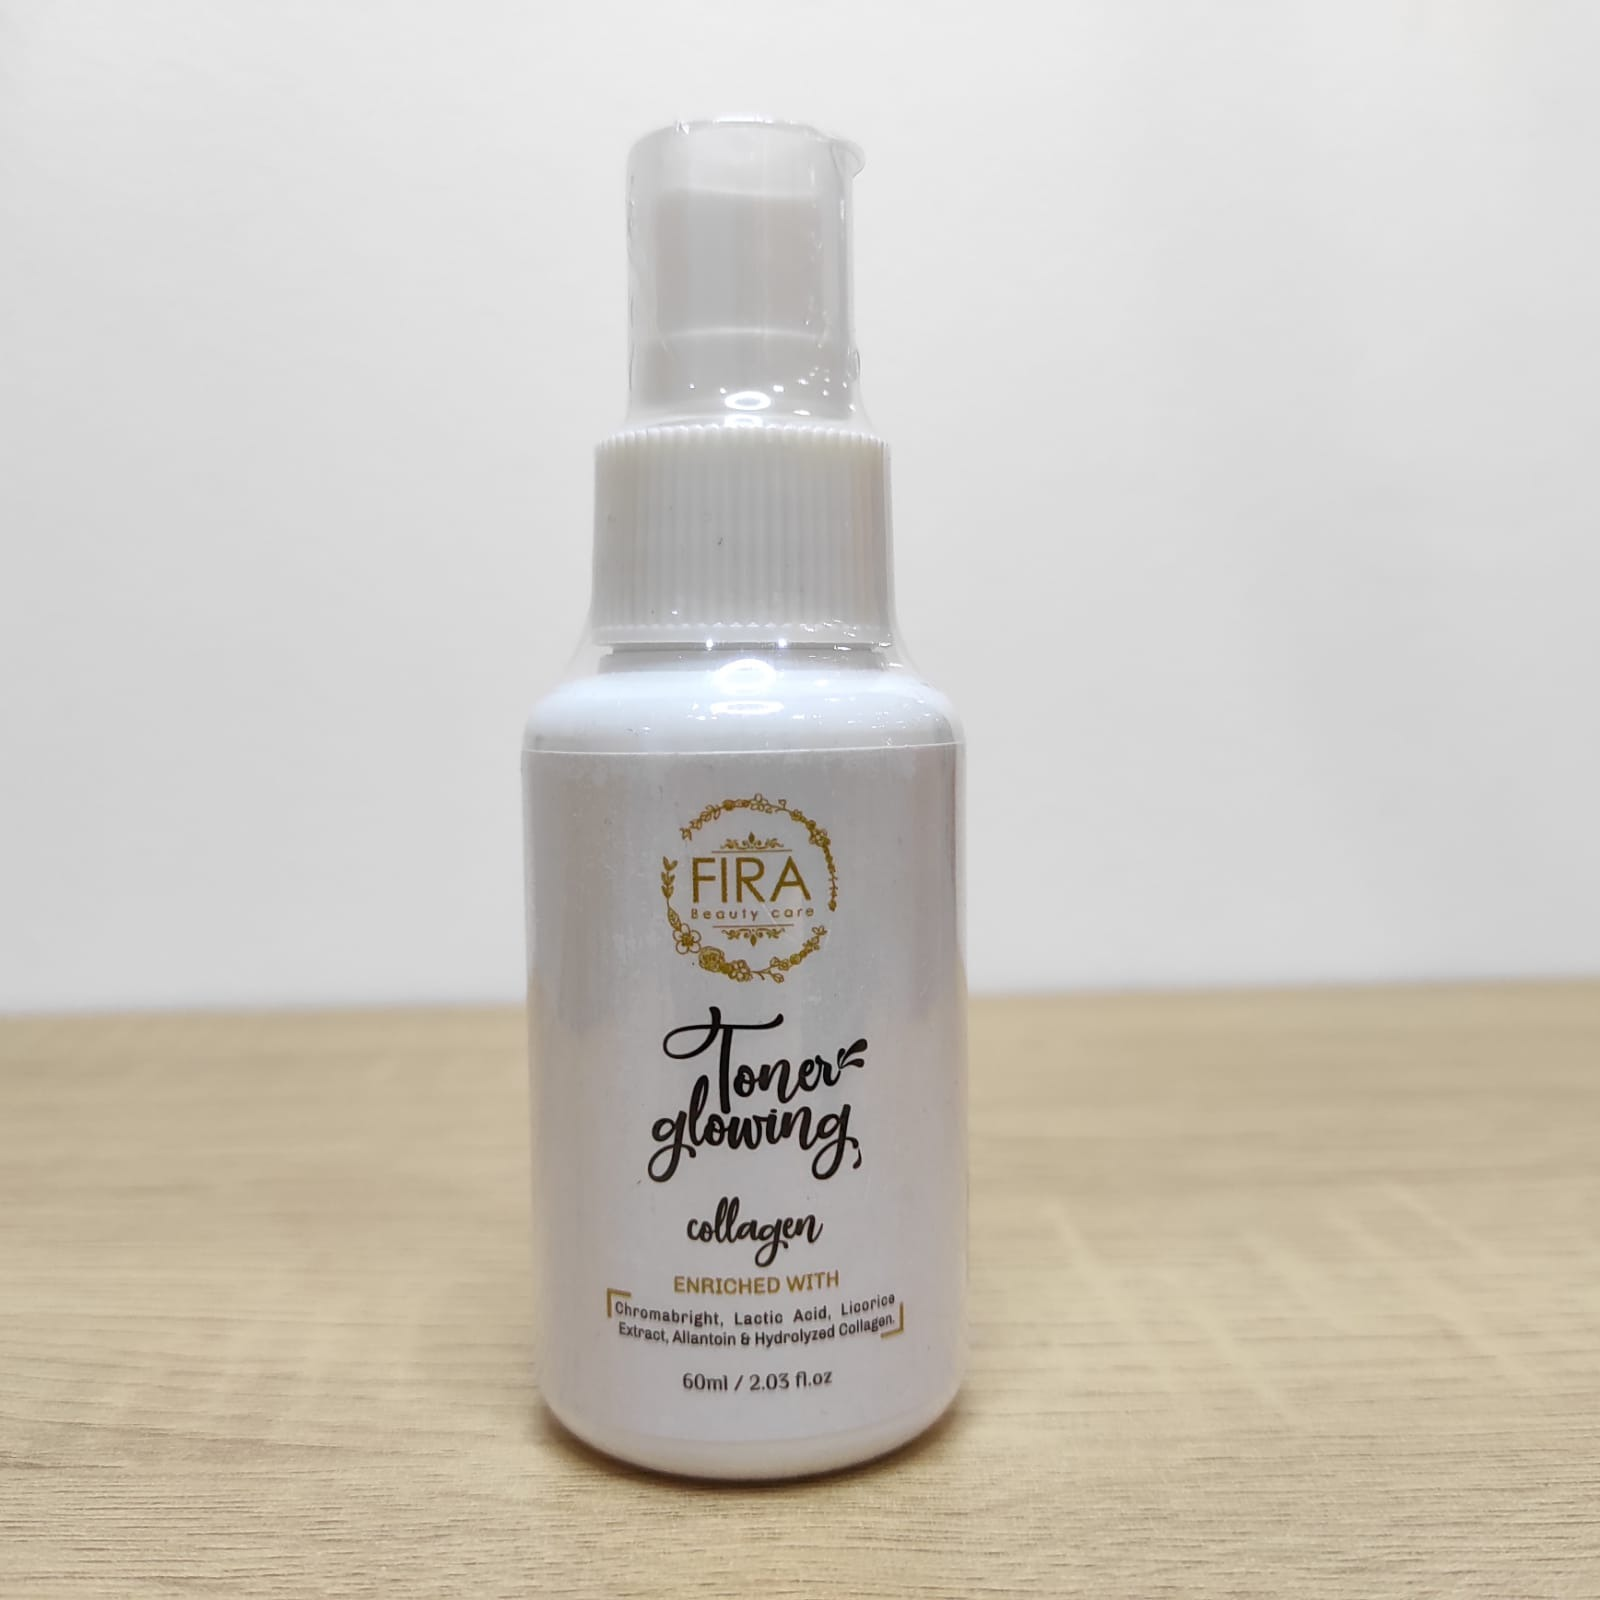 FIRA
Beauty care
Toner
glowing
collagen
ENRICHED WITH
Chromabright, Lactic Acid, Licorice
Extract, Allantoin & Hydrolyzed Collagen.
60ml / 2.03 fl.oz